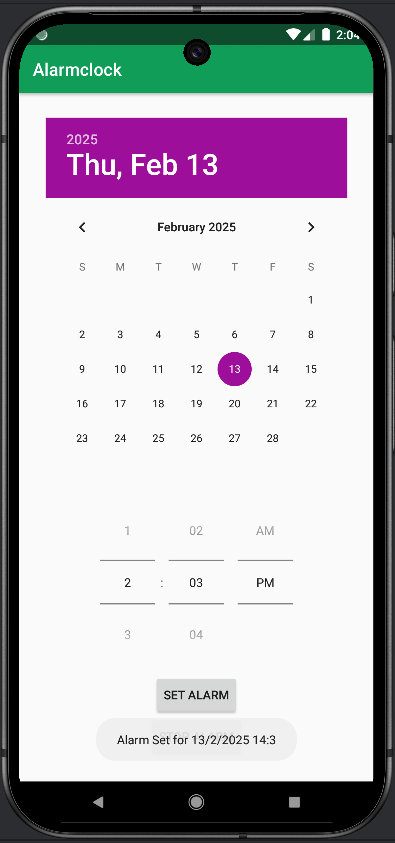 2:04
Alarmclock
2025
Thu, Feb 13
February 2025
S M T W T F S
1
2 3 4 5 6 7 8
9 10 11 12 13 14 15
16 17 18 19 20 21 22
23 24 25 26 27 28
1 02 AM
2 : 03 PM
3 04
SET ALARM
Alarm Set for 13/2/2025 14:3